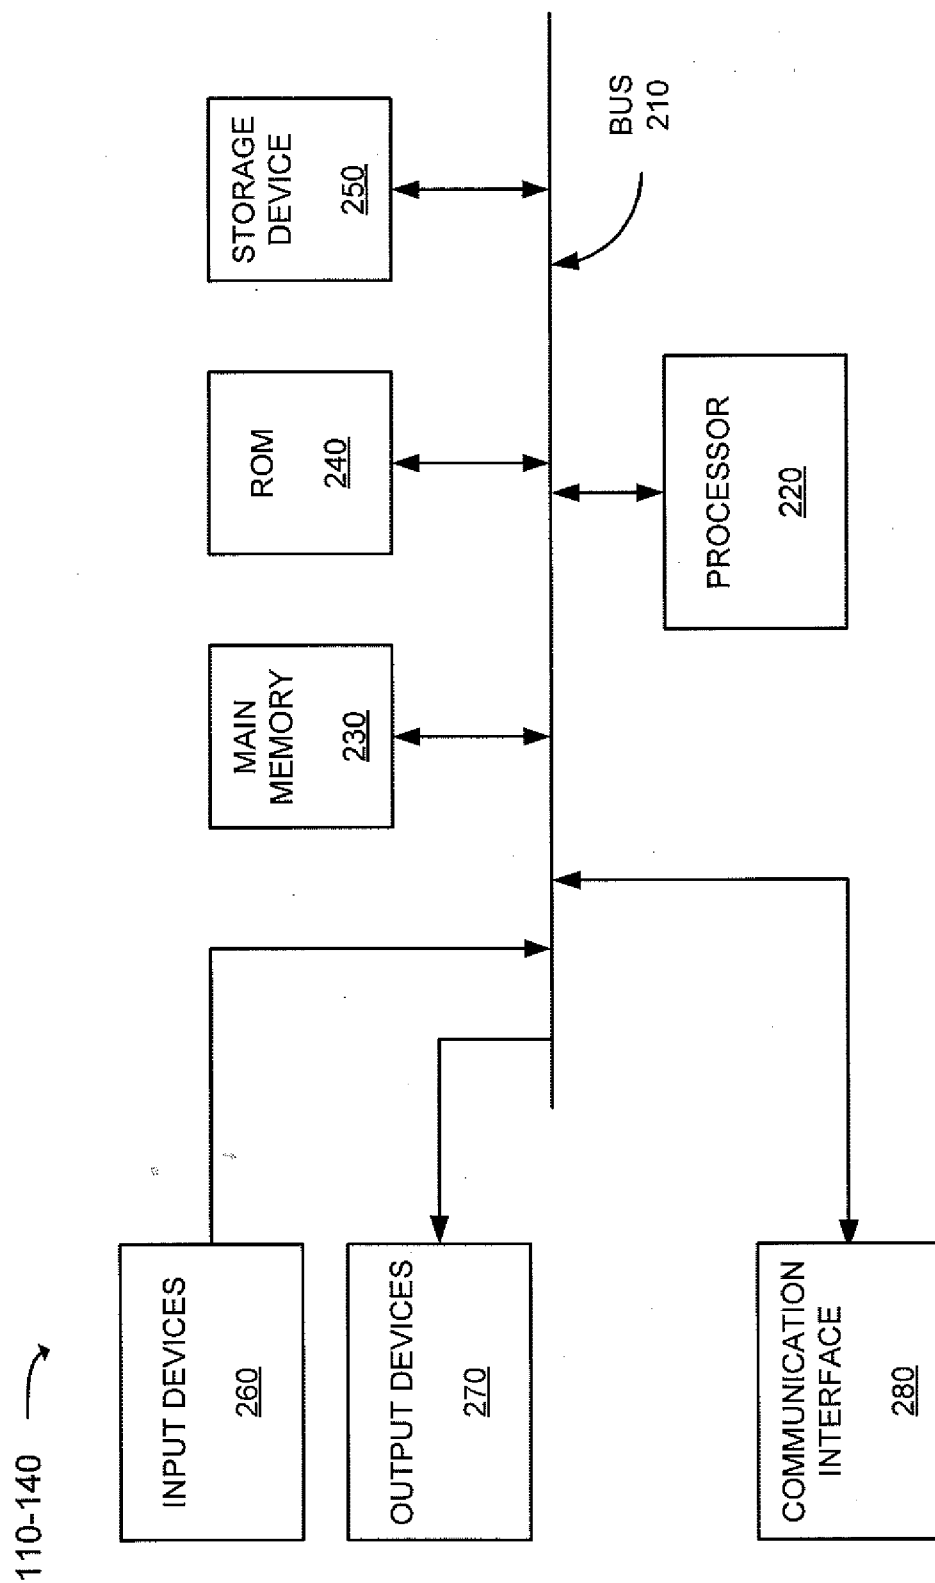 110-140
INPUT DEVICES
260
OUTPUT DEVICES
270
COMMUNICATION
INTERFACE
280
MAIN
MEMORY
230
ROM
240
STORAGE
DEVICE
250
PROCESSOR
220
BUS
210